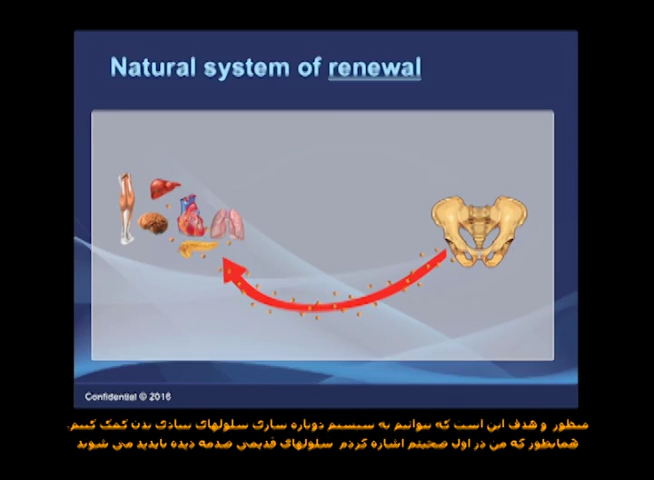 Natural system of renewal
Confidential © 2016
منظور و هدف این است که بتوانیم به سیستم دوباره سازی سلولهای بنیادی بدن کمک کنیم.
همانطور که من در اول صحبتم اشاره کردم سلولهای قدیمی صدمه دیده ناپدید می شوند